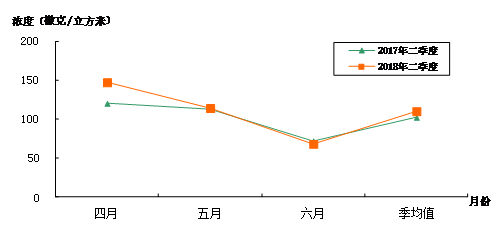 浓度（微克/立方米）
200
150
100
50
0
2017年二季度
2018年二季度
四月
五月
六月
季均值
月份